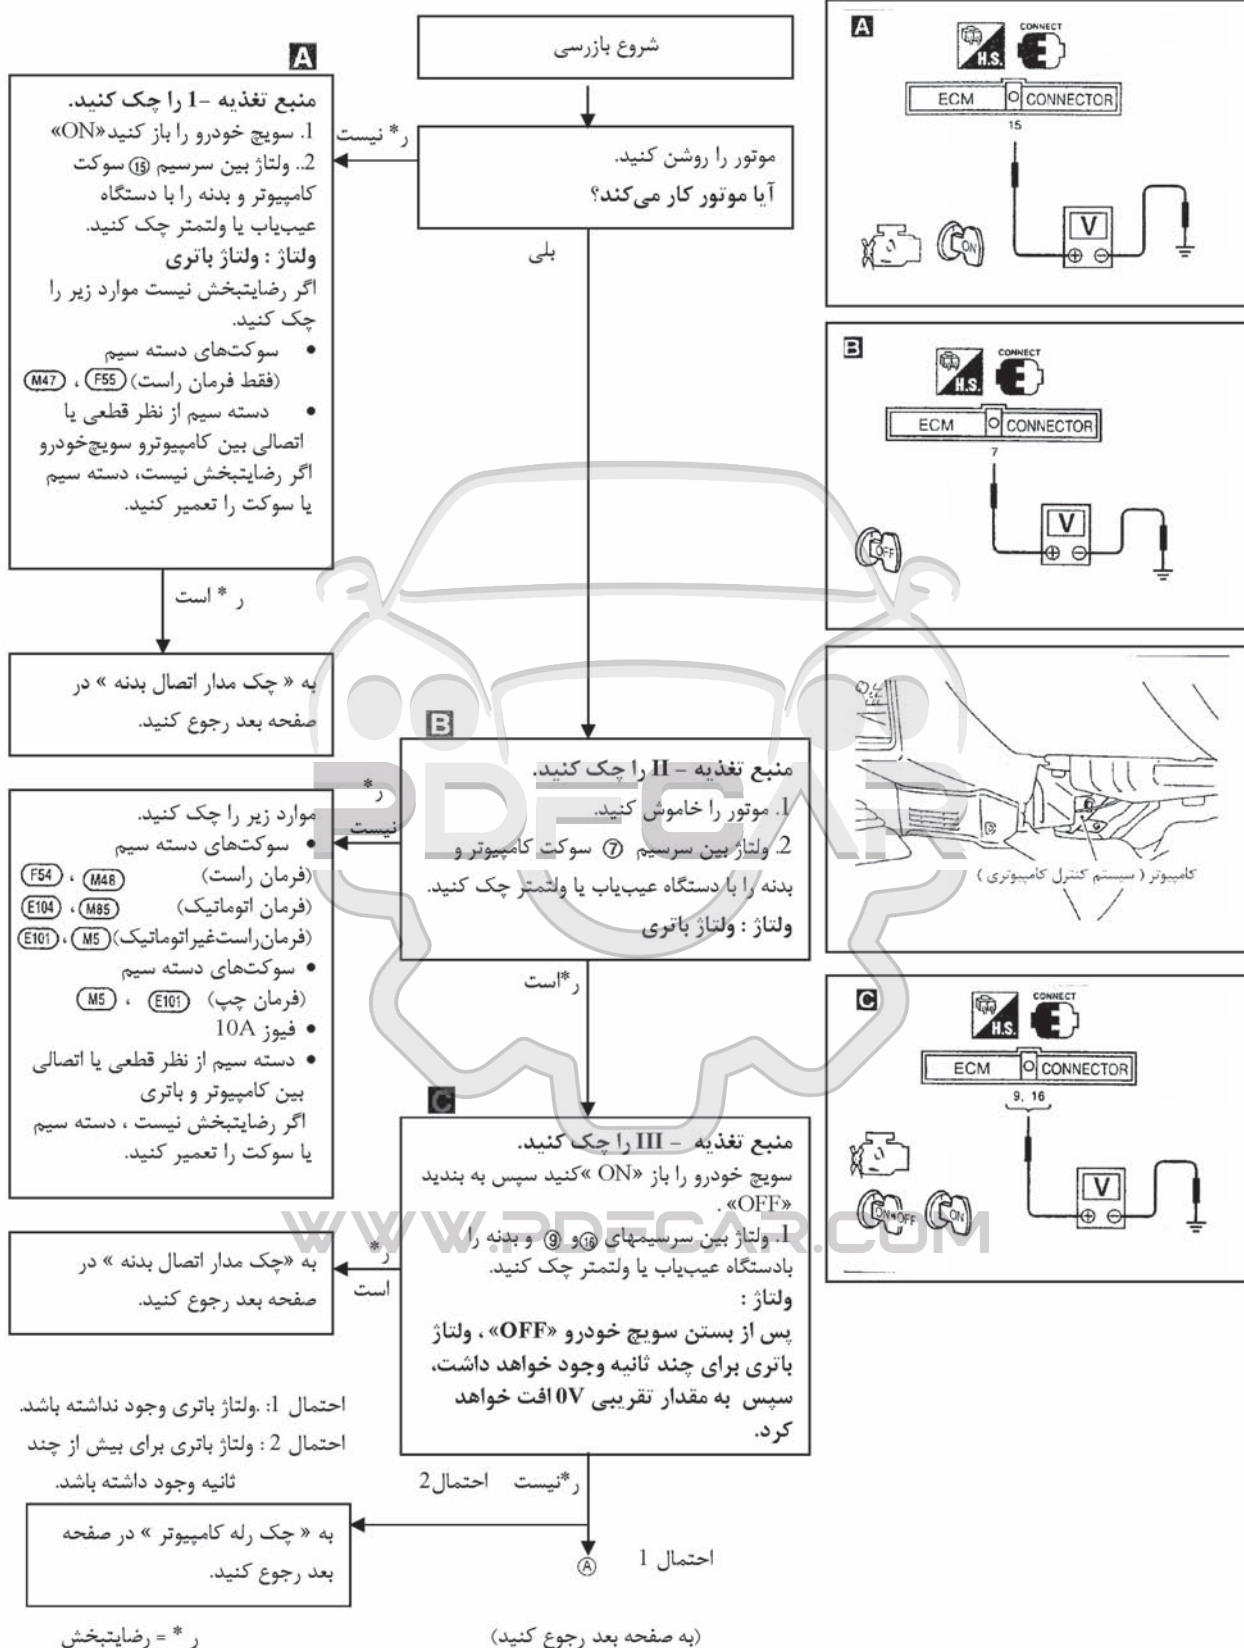 شروع بازرسی
موتور را روشن کنید.
آیا موتور کار می‌کند؟
ر* نیست
بلی
A
منبع تغذیه -1 را چک کنید.
1. سویچ خودرو را باز کنید«ON»
2.. ولتاژ بین سرسیم ⑮ سوکت
کامپیوتر و بدنه را با دستگاه
عیب‌یاب یا ولتمتر چک کنید.
ولتاژ : ولتاژ باتری
اگر رضایتبخش نیست موارد زیر را
چک کنید.
• سوکت‌های دسته سیم
(فقط فرمان راست) F55 ، M47
• دسته سیم از نظر قطعی یا
اتصالی بین کامپیوترو سویچ‌خودرو
اگر رضایتبخش نیست، دسته سیم
یا سوکت را تعمیر کنید.
ر * است
به « چک مدار اتصال بدنه » در
صفحه بعد رجوع کنید.
B
منبع تغذیه – II را چک کنید.
1. موتور را خاموش کنید.
2. ولتاژ بین سرسیم ⑦ سوکت کامپیوتر و
بدنه را با دستگاه عیب‌یاب یا ولتمتر چک کنید.
ولتاژ : ولتاژ باتری
ر*
نیست
موارد زیر را چک کنید.
• سوکت‌های دسته سیم
(فرمان راست) M48 ، F54
(فرمان اتوماتیک) M85 ، E104
(فرمان‌راست‌غیراتوماتیک) M5 ، E101
• سوکت‌های دسته سیم
(فرمان چپ) E101 ، M5
• فیوز 10A
• دسته سیم از نظر قطعی یا اتصالی
بین کامپیوتر و باتری
اگر رضایتبخش نیست ، دسته سیم
یا سوکت را تعمیر کنید.
ر*است
C
منبع تغذیه – III را چک کنید.
سویچ خودرو را باز «ON »کنید سپس به بندید
«OFF» .
1. ولتاژ بین سرسیمهای ⑯و ⑨ و بدنه را
بادستگاه عیب‌یاب یا ولتمتر چک کنید.
ولتاژ :
پس از بستن سویچ خودرو «OFF» ، ولتاژ
باتری برای چند ثانیه وجود خواهد داشت،
سپس به مقدار تقریبی 0V افت خواهد
کرد.
ر*
است
به «چک مدار اتصال بدنه » در
صفحه بعد رجوع کنید.
احتمال 1: .ولتاژ باتری وجود نداشته باشد.
احتمال 2 : ولتاژ باتری برای بیش از چند
ثانیه وجود داشته باشد.
ر*نیست احتمال2
به « چک رله کامپیوتر » در صفحه
بعد رجوع کنید.
احتمال 1
Ⓐ
(به صفحه بعد رجوع کنید)
ر * = رضایتبخش
A
H.S.
CONNECT
ECM CONNECTOR
15
V
ON
B
H.S.
CONNECT
ECM CONNECTOR
7
V
OFF
کامپیوتر ( سیستم کنترل کامپیوتری )
C
H.S.
CONNECT
ECM CONNECTOR
9, 16
V
ON OFF
ON
PDFCAR
WWW.PDFCAR.COM